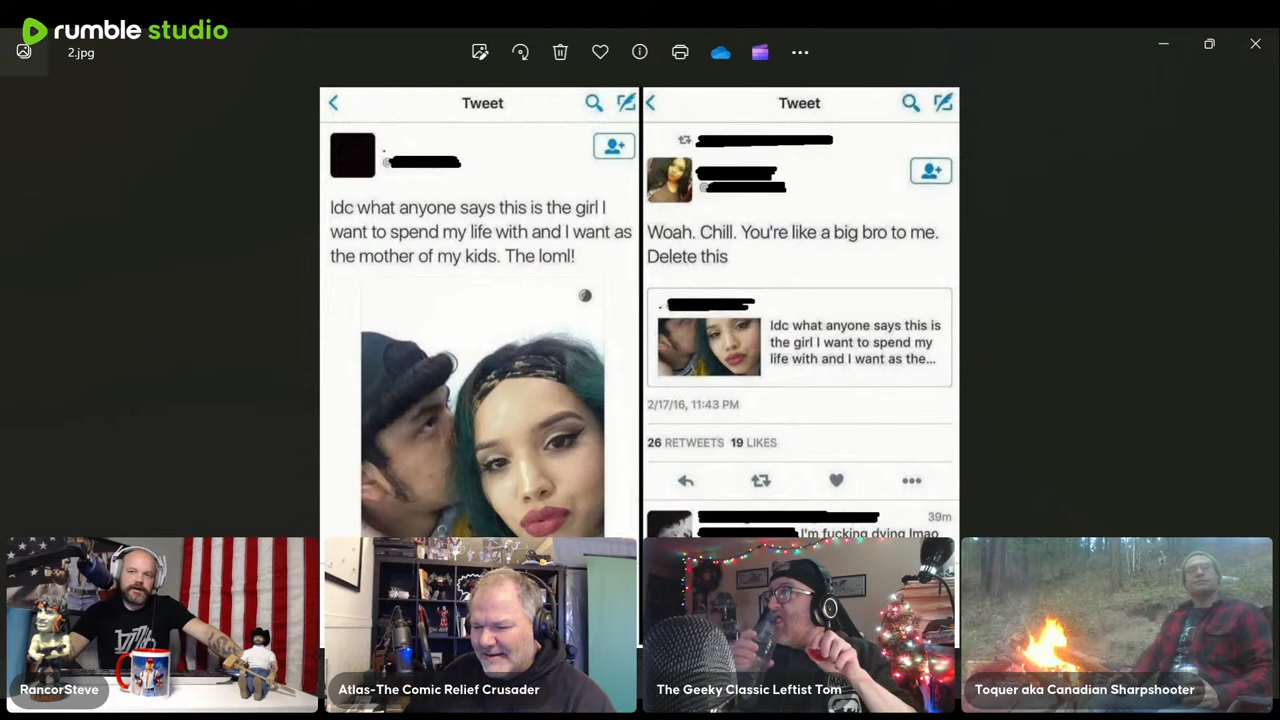 rumble studio
2.jpg
Tweet
Idc what anyone says this is the girl I
want to spend my life with and I want as
the mother of my kids. The loml!
Tweet
Woah. Chill. You're like a big bro to me.
Delete this
Idc what anyone says this is
the girl I want to spend my
life with and I want as the...
2/17/16, 11:43 PM
26 RETWEETS 19 LIKES
39m
I'm fucking dying lmao
RancorSteve
Atlas-The Comic Relief Crusader
The Geeky Classic Leftist Tom
Toquer aka Canadian Sharpshooter